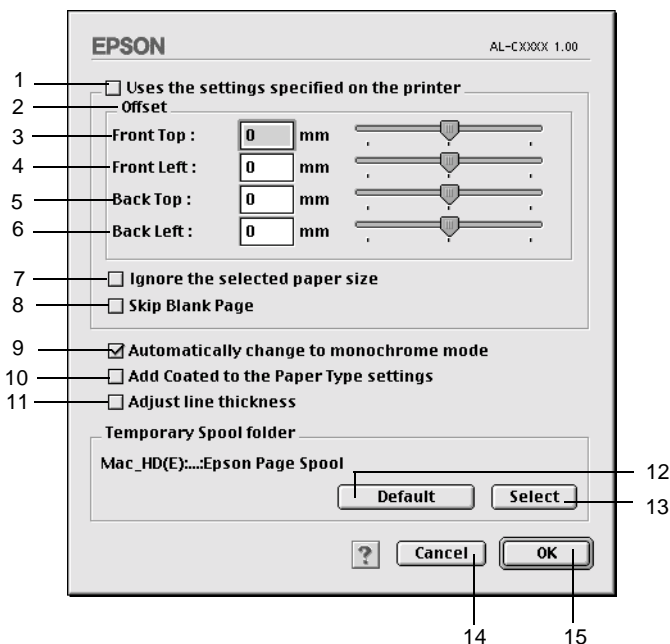 EPSON AL-CXXXX 1.00
1 Uses the settings specified on the printer
2 Offset
3 Front Top : 0 mm
4 Front Left : 0 mm
5 Back Top : 0 mm
6 Back Left : 0 mm
7 Ignore the selected paper size
8 Skip Blank Page
9 Automatically change to monochrome mode
10 Add Coated to the Paper Type settings
11 Adjust line thickness
Temporary Spool folder
Mac_HD(E):...:Epson Page Spool
Default Select 12
13
? Cancel OK
14 15